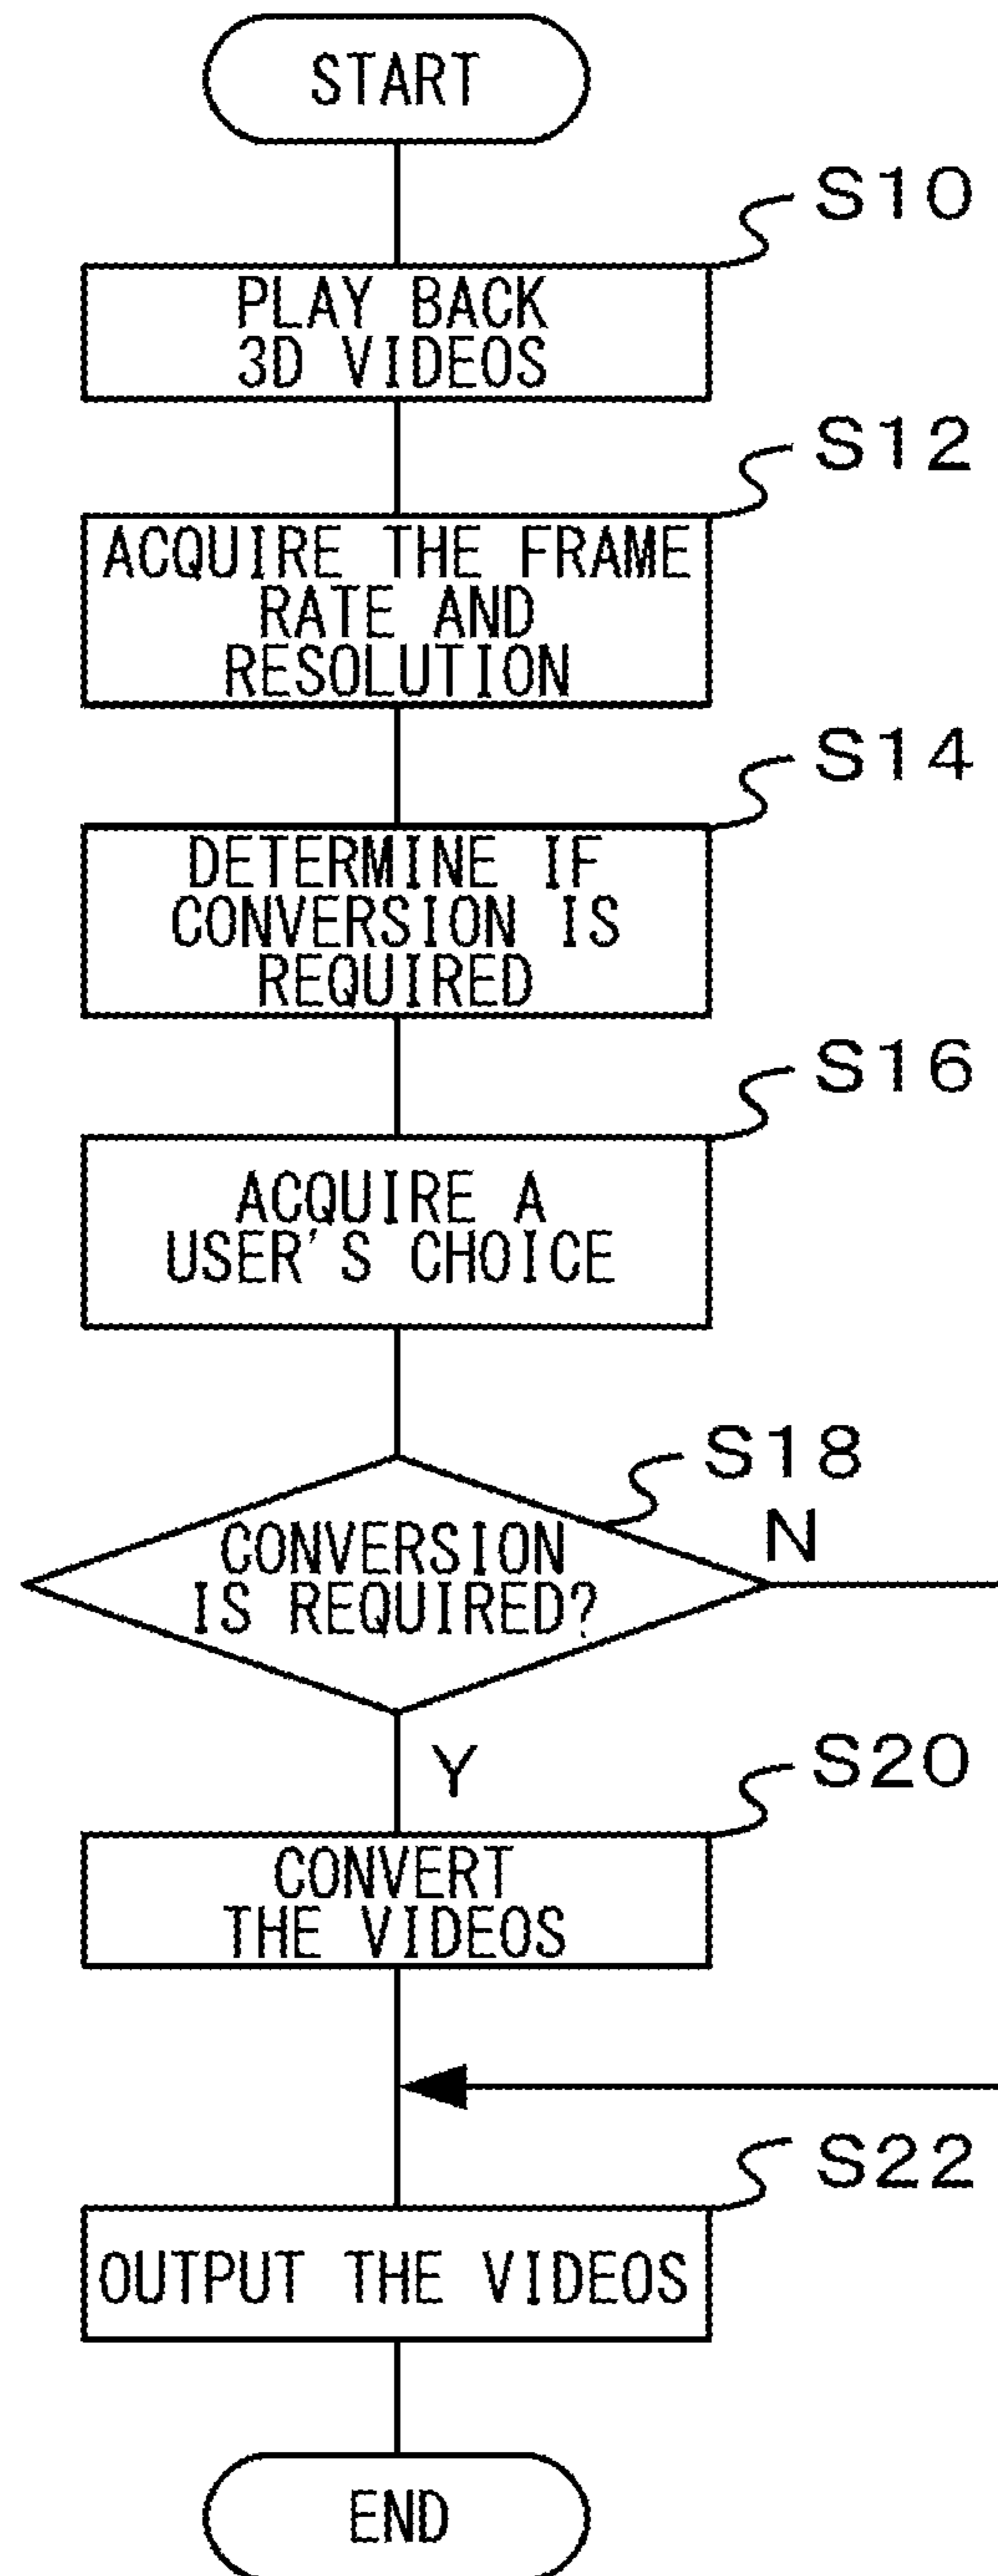 START
S10
PLAY BACK
3D VIDEOS
S12
ACQUIRE THE FRAME
RATE AND
RESOLUTION
S14
DETERMINE IF
CONVERSION IS
REQUIRED
S16
ACQUIRE A
USER'S CHOICE
S18
CONVERSION
IS REQUIRED?
N
Y
S20
CONVERT
THE VIDEOS
S22
OUTPUT THE VIDEOS
END